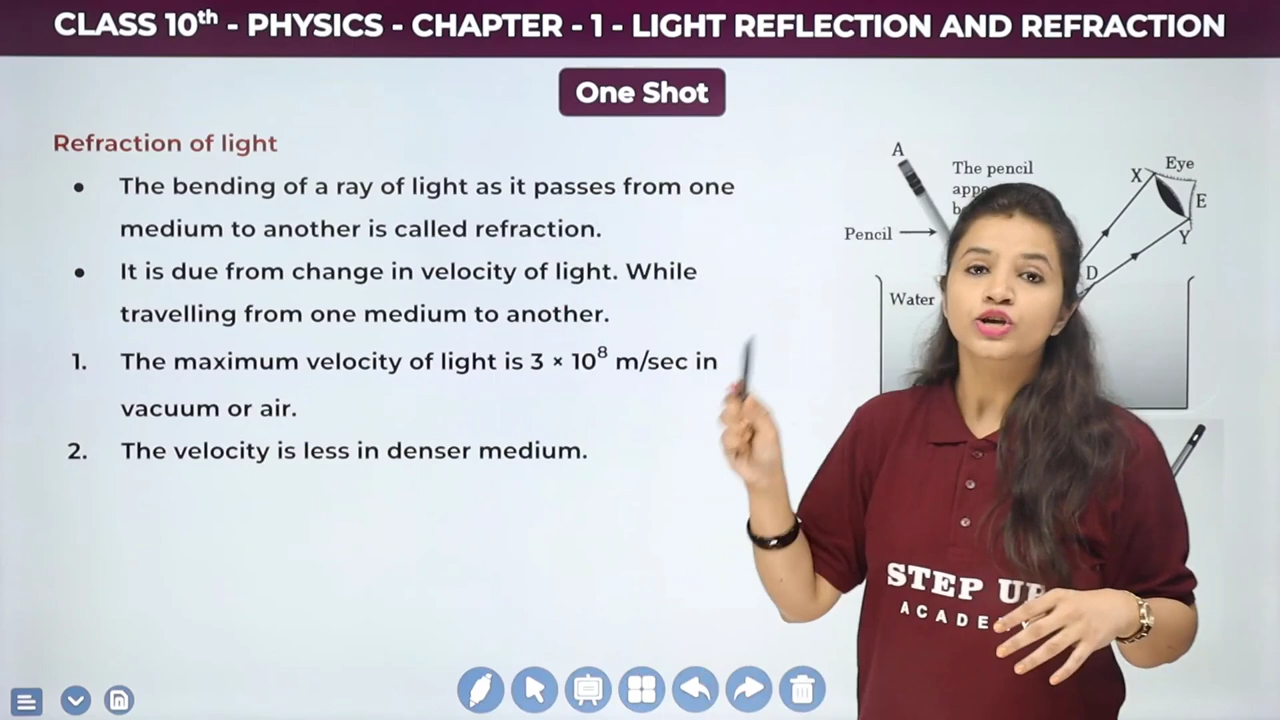 CLASS 10th - PHYSICS - CHAPTER - 1 - LIGHT REFLECTION AND REFRACTION
One Shot
Refraction of light
• The bending of a ray of light as it passes from one
medium to another is called refraction.
• It is due from change in velocity of light. While
travelling from one medium to another.
1. The maximum velocity of light is 3 × 10⁸ m/sec in
vacuum or air.
2. The velocity is less in denser medium.
A
The pencil
Pencil
Water
X
Eye
E
Y
D
STEP UP